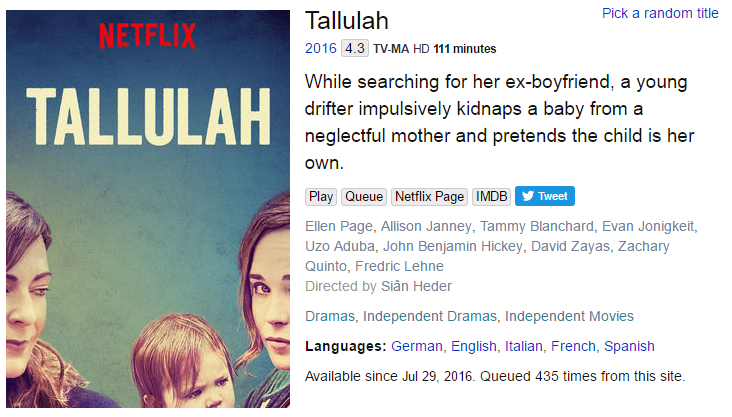 NETFLIX
TALLULAH
Tallulah
Pick a random title
2016 4.3 TV-MA HD 111 minutes
While searching for her ex-boyfriend, a young
drifter impulsively kidnaps a baby from a
neglectful mother and pretends the child is her
own.
Play Queue Netflix Page IMDB Tweet
Ellen Page, Allison Janney, Tammy Blanchard, Evan Jonigkeit,
Uzo Aduba, John Benjamin Hickey, David Zayas, Zachary
Quinto, Fredric Lehne
Directed by Siân Heder
Dramas, Independent Dramas, Independent Movies
Languages: German, English, Italian, French, Spanish
Available since Jul 29, 2016. Queued 435 times from this site.